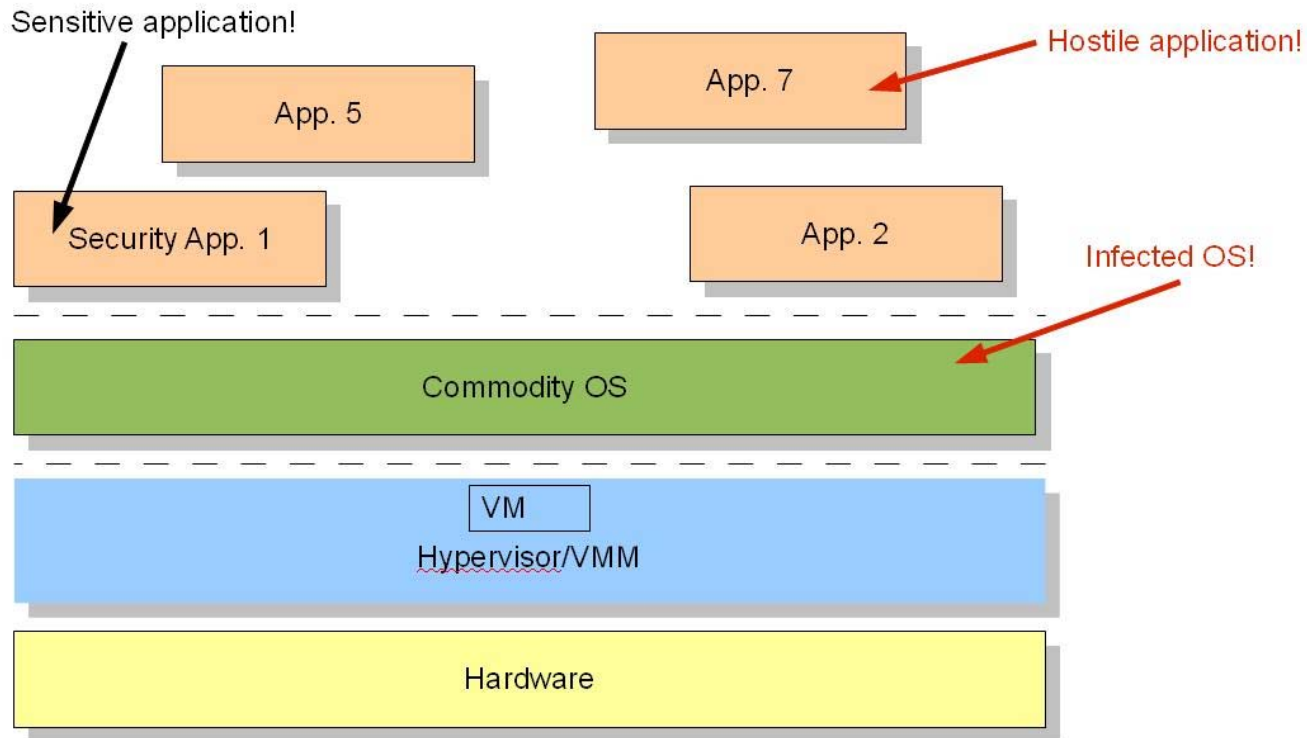 Sensitive application!
Hostile application!
App. 7
App. 5
Security App. 1
App. 2
Infected OS!
Commodity OS
VM
Hypervisor/VMM
Hardware